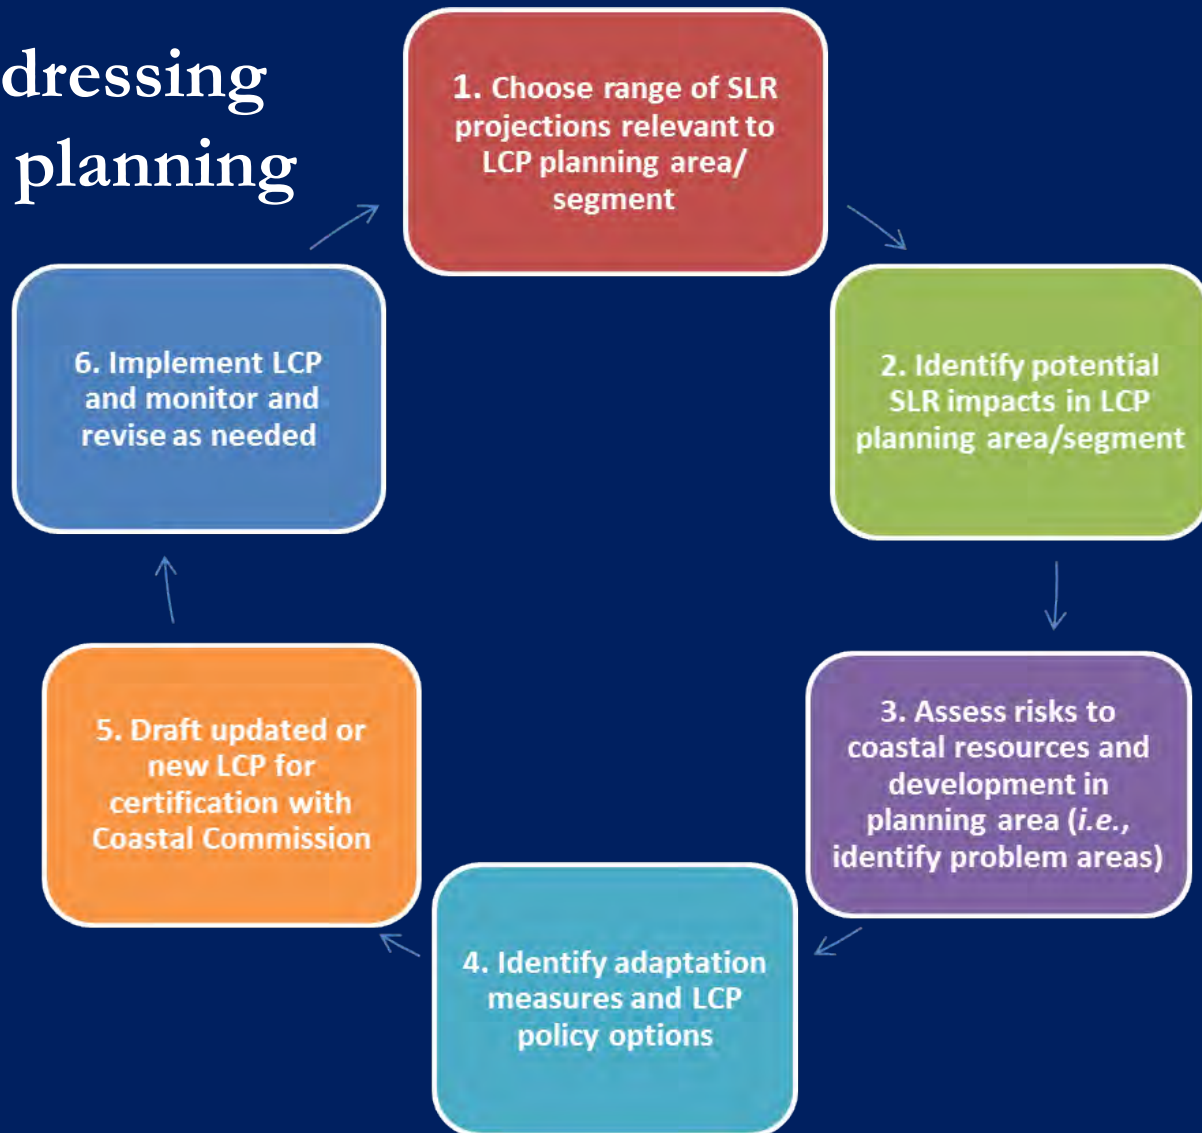 dressing
planning
1. Choose range of SLR
projections relevant to
LCP planning area/
segment
2. Identify potential
SLR impacts in LCP
planning area/segment
3. Assess risks to
coastal resources and
development in
planning area (i.e.,
identify problem areas)
4. Identify adaptation
measures and LCP
policy options
5. Draft updated or
new LCP for
certification with
Coastal Commission
6. Implement LCP
and monitor and
revise as needed